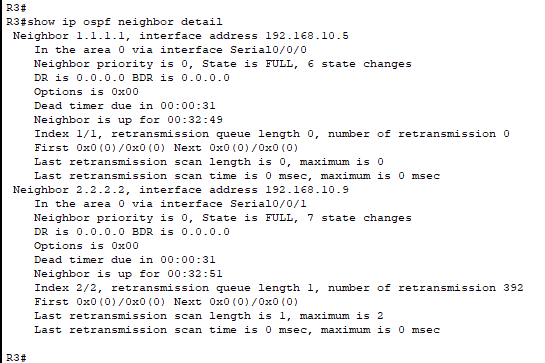 R3#
R3#show ip ospf neighbor detail
Neighbor 1.1.1.1, interface address 192.168.10.5
In the area 0 via interface Serial0/0/0
Neighbor priority is 0, State is FULL, 6 state changes
DR is 0.0.0.0 BDR is 0.0.0.0
Options is 0x00
Dead timer due in 00:00:31
Neighbor is up for 00:32:49
Index 1/1, retransmission queue length 0, number of retransmission 0
First 0x0(0)/0x0(0) Next 0x0(0)/0x0(0)
Last retransmission scan length is 0, maximum is 0
Last retransmission scan time is 0 msec, maximum is 0 msec
Neighbor 2.2.2.2, interface address 192.168.10.9
In the area 0 via interface Serial0/0/1
Neighbor priority is 0, State is FULL, 7 state changes
DR is 0.0.0.0 BDR is 0.0.0.0
Options is 0x00
Dead timer due in 00:00:31
Neighbor is up for 00:32:51
Index 2/2, retransmission queue length 1, number of retransmission 392
First 0x0(0)/0x0(0) Next 0x0(0)/0x0(0)
Last retransmission scan length is 1, maximum is 2
Last retransmission scan time is 0 msec, maximum is 0 msec
R3#